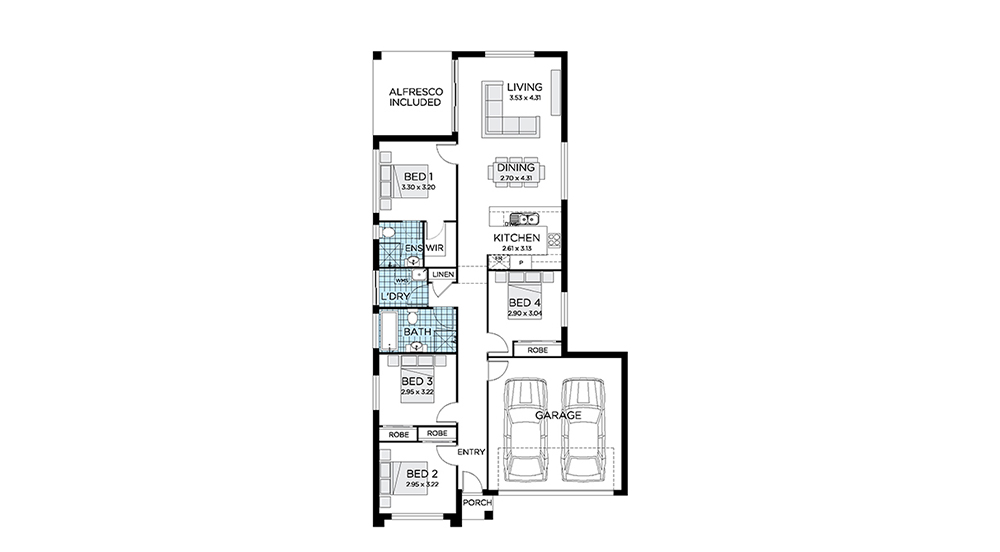 LIVING
3.53 x 4.31
ALFRESCO
INCLUDED
DINING
2.70 x 4.31
BED 1
3.30 x 3.20
DW
KITCHEN
2.61 x 3.13
ENS
WIR
FR
P
LINEN
WM
L'DRY
BED 4
2.90 x 3.04
BATH
ROBE
BED 3
2.95 x 3.22
GARAGE
ROBE
ROBE
ENTRY
BED 2
2.95 x 3.22
PORCH